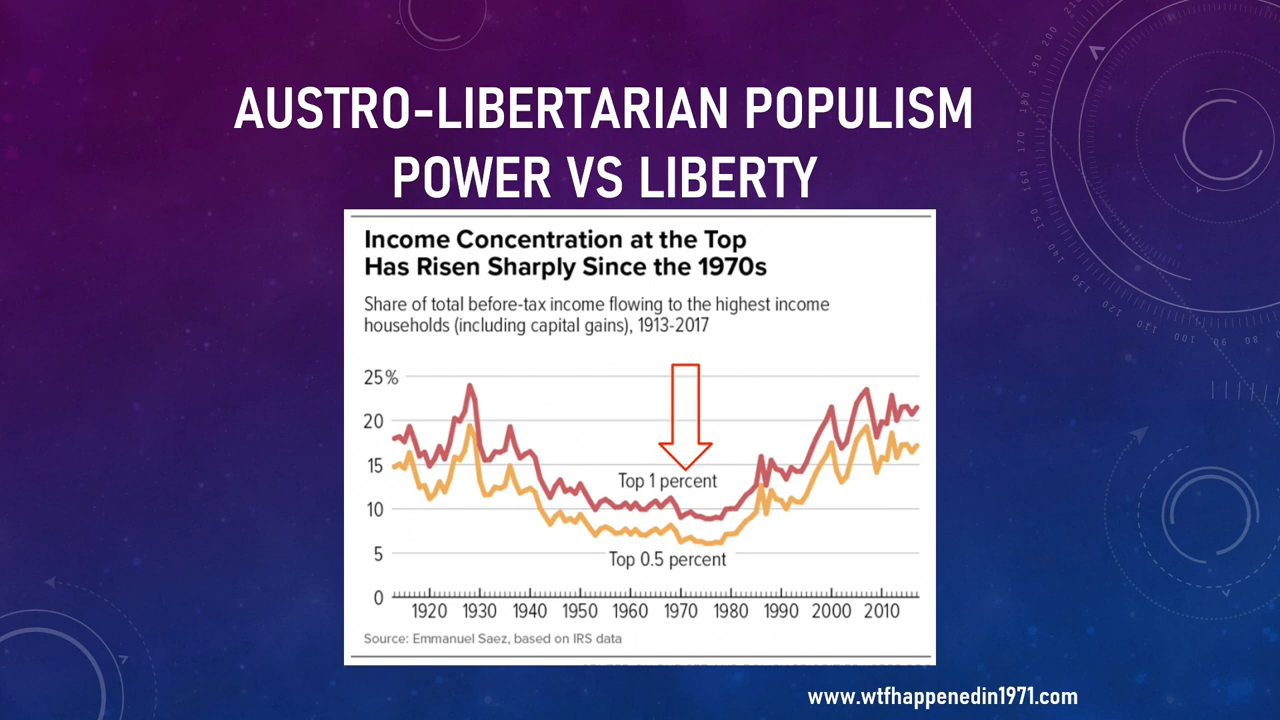 AUSTRO-LIBERTARIAN POPULISM
POWER VS LIBERTY
Income Concentration at the Top
Has Risen Sharply Since the 1970s
Share of total before-tax income flowing to the highest income
households (including capital gains), 1913-2017
25%
20
15
10
5
0
Top 1 percent
Top 0.5 percent
1920 1930 1940 1950 1960 1970 1980 1990 2000 2010
Source: Emmanuel Saez, based on IRS data
www.wtfhappenedin1971.com